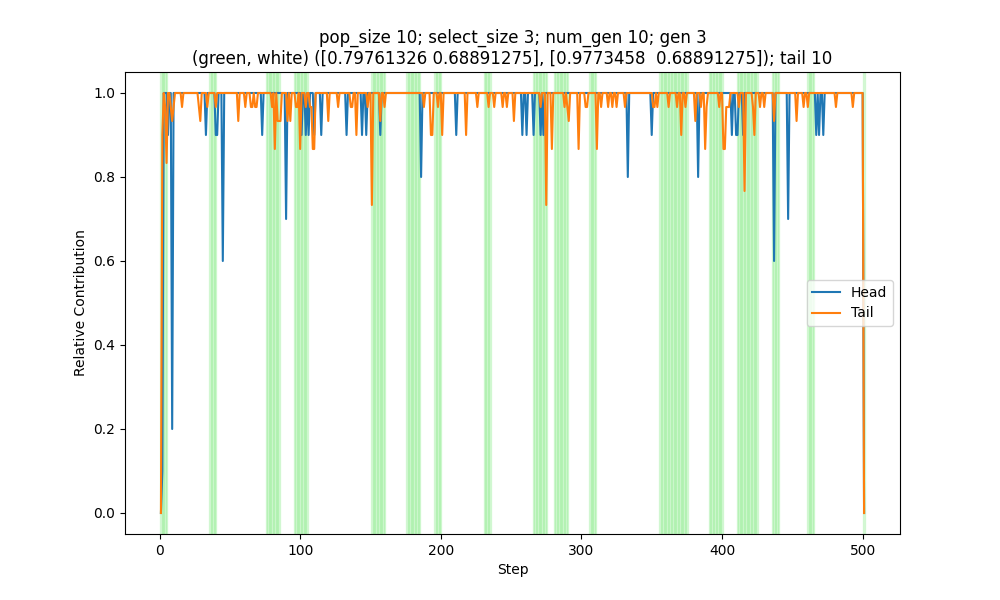 pop_size 10; select_size 3; num_gen 10; gen 3
(green, white) ([0.79761326 0.68891275], [0.9773458  0.68891275]); tail 10
1.0
0.8
0.6
0.4
0.2
0.0
Relative Contribution
Head
Tail
0
100
200
300
400
500
Step